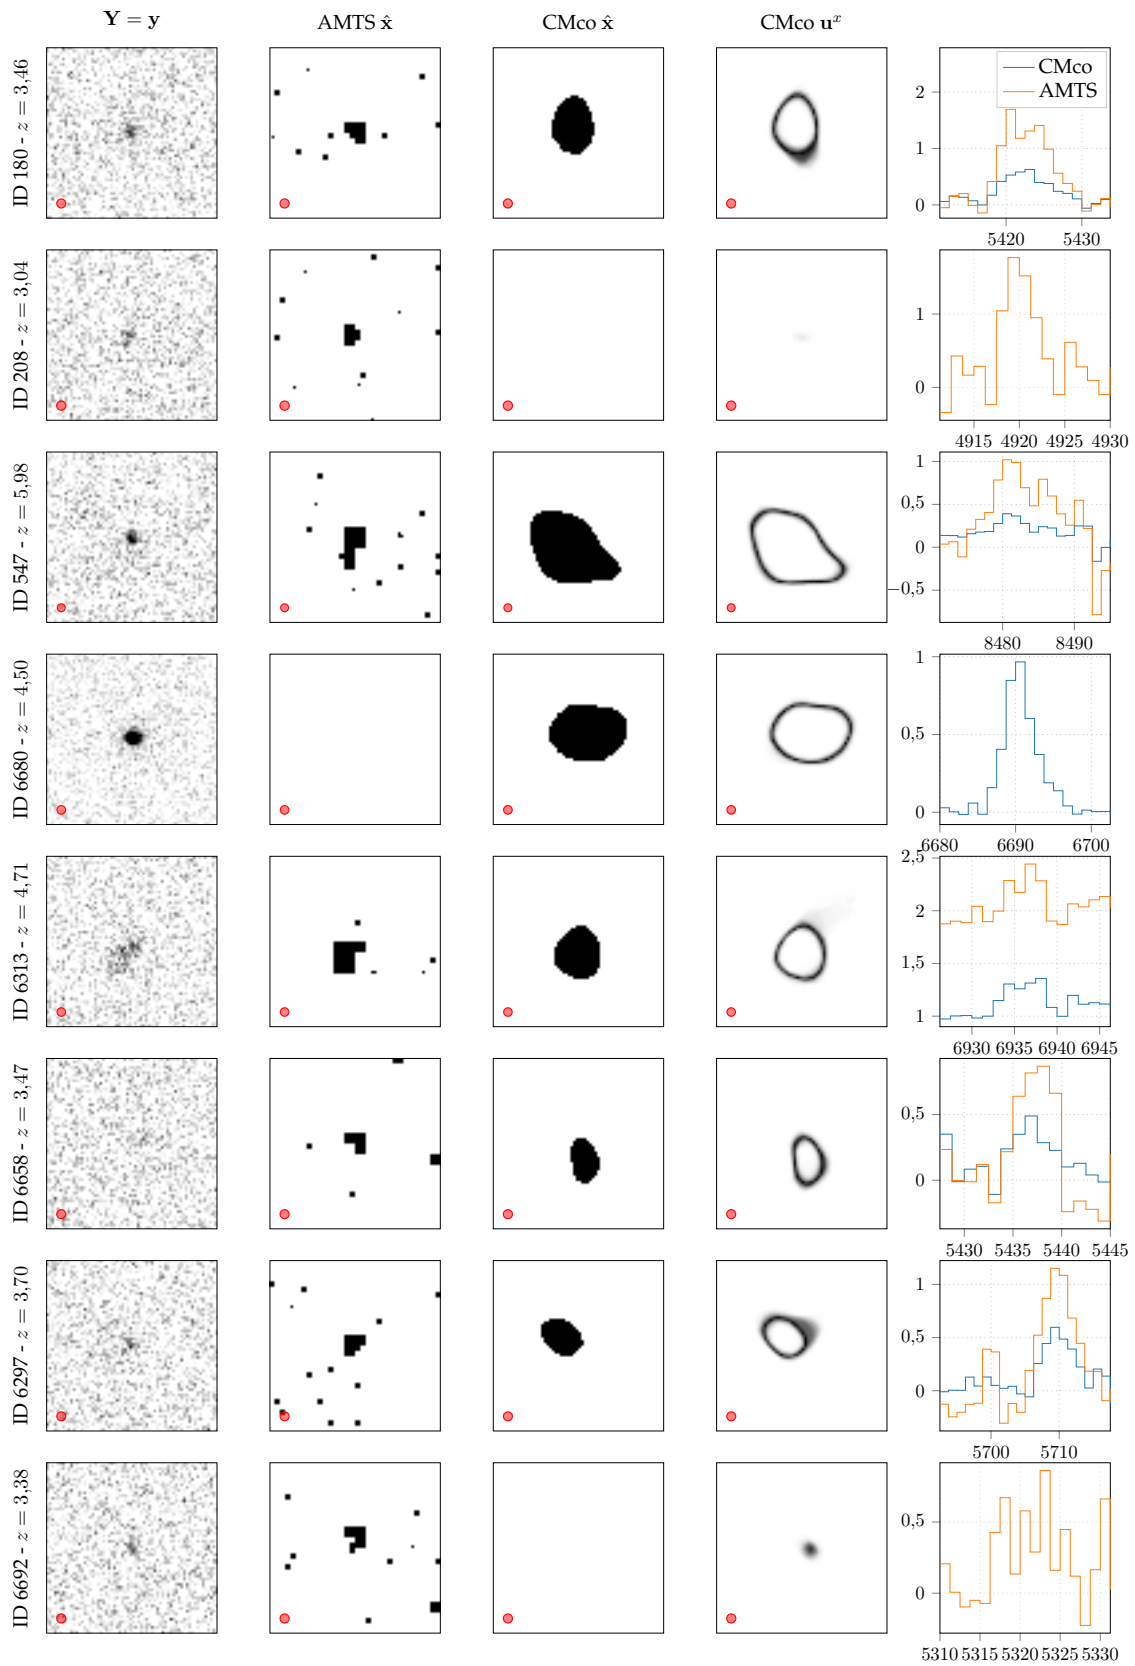 Y = y
AMTS x̂
CMco x̂
CMco uˣ
ID 180 - z = 3,46
CMco
AMTS
2
1
0
5420 5430
ID 208 - z = 3,04
1
0
4915 4920 4925 4930
ID 547 - z = 5,98
1
0,5
0
−0,5
8480 8490
ID 6680 - z = 4,50
1
0,5
0
6680 6690 6700
ID 6313 - z = 4,71
2,5
2
1,5
1
6930 6935 6940 6945
ID 6658 - z = 3,47
0,5
0
5430 5435 5440 5445
ID 6297 - z = 3,70
1
0,5
0
5700 5710
ID 6692 - z = 3,38
0,5
0
5310 5315 5320 5325 5330